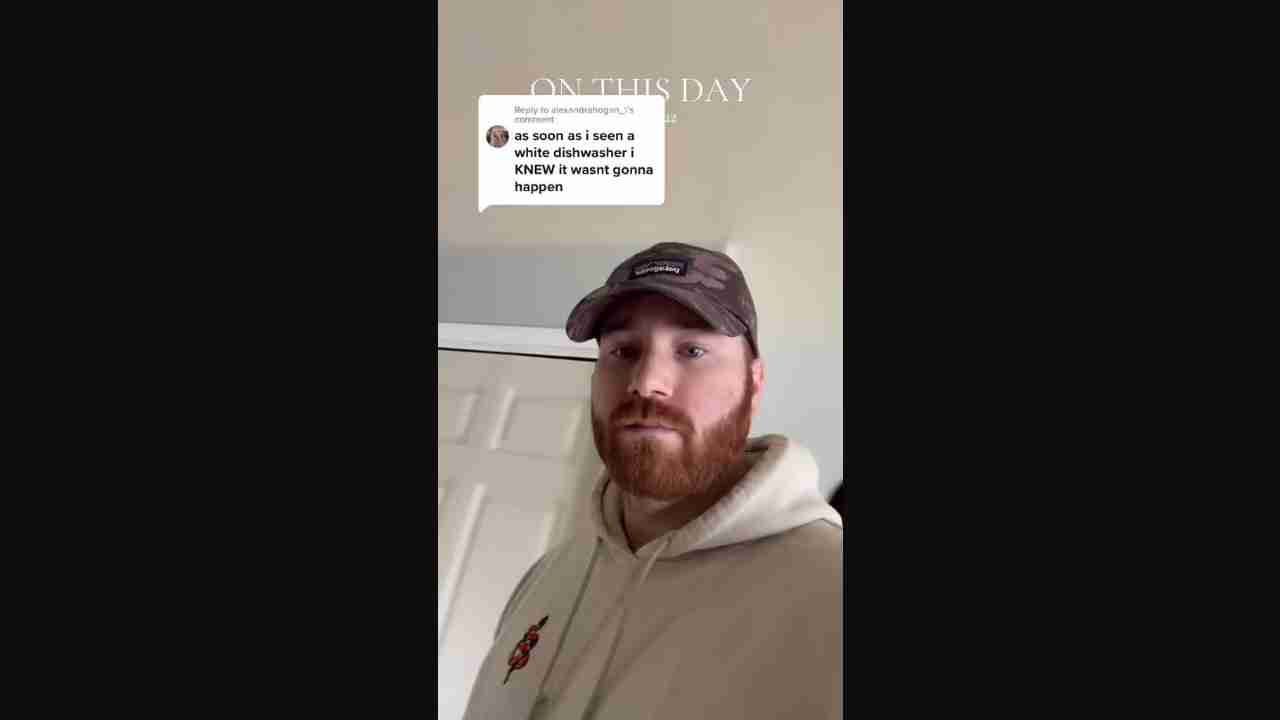 ON THIS DAY
Reply to alexandrahogan_'s
comment
as soon as i seen a
white dishwasher i
KNEW it wasnt gonna
happen